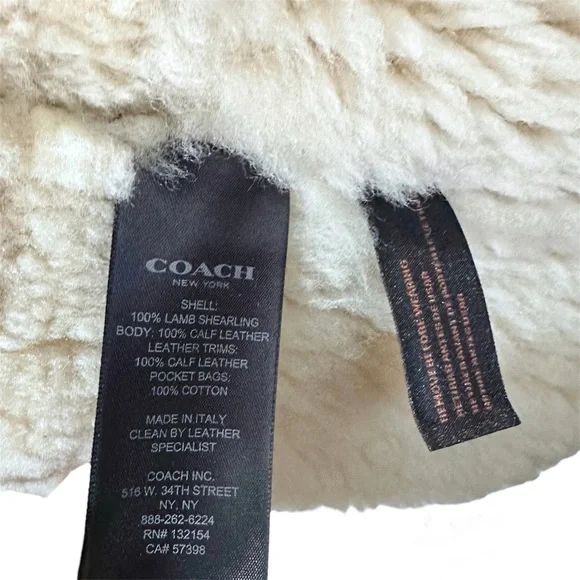 COACH
NEW YORK
SHELL:
100% LAMB SHEARLING
BODY: 100% CALF LEATHER
LEATHER TRIMS:
100% CALF LEATHER
POCKET BAGS:
100% COTTON
MADE IN ITALY
CLEAN BY LEATHER
SPECIALIST
COACH INC.
516 W. 34TH STREET
NY, NY
888-262-6224
RN# 132154
CA# 57398
REMOVE BEFORE WEARING